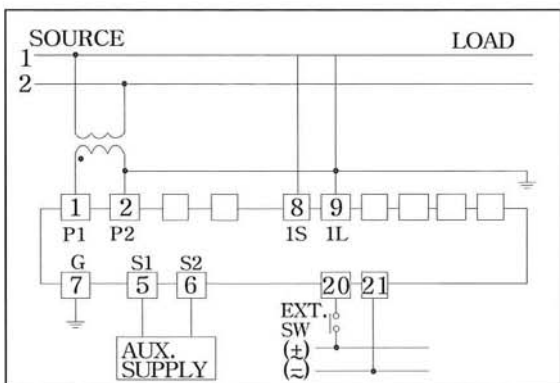 SOURCE LOAD
1
2
1 2 8 9
P1 P2 1S 1L
G S1 S2
7 5 6 20 21
EXT.
SW
AUX.
SUPPLY
(±)
(=)